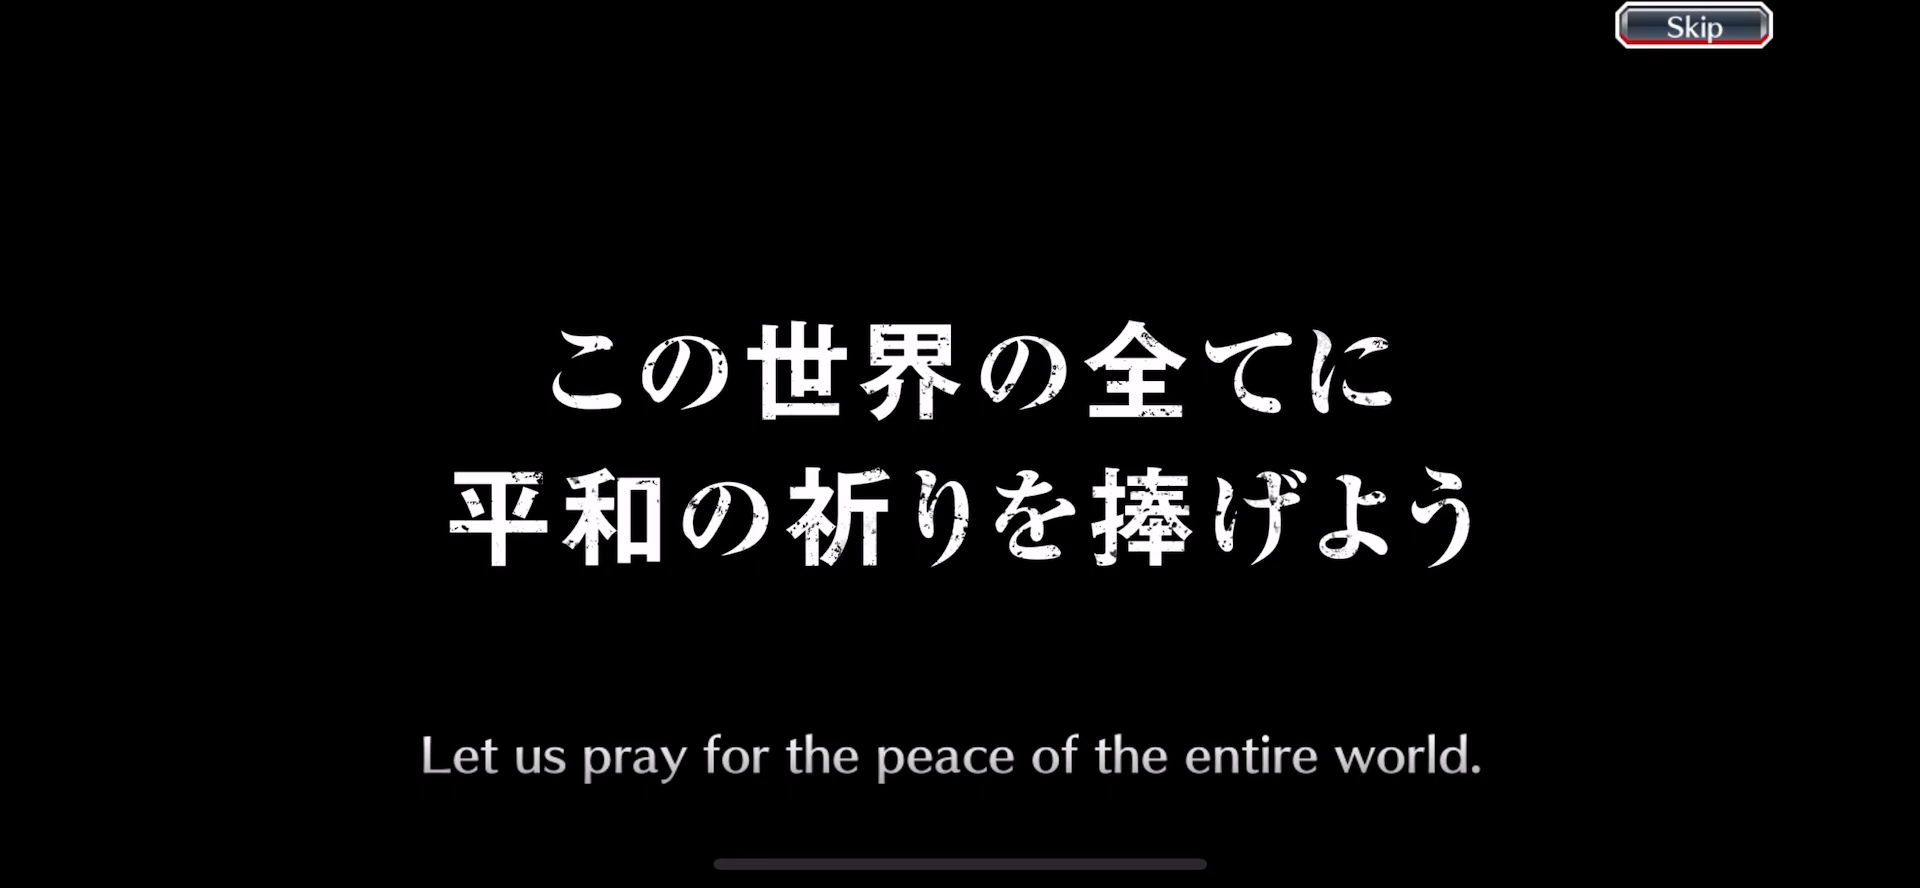 Skip
この世界の全てに
平和の祈りを捧げよう
Let us pray for the peace of the entire world.